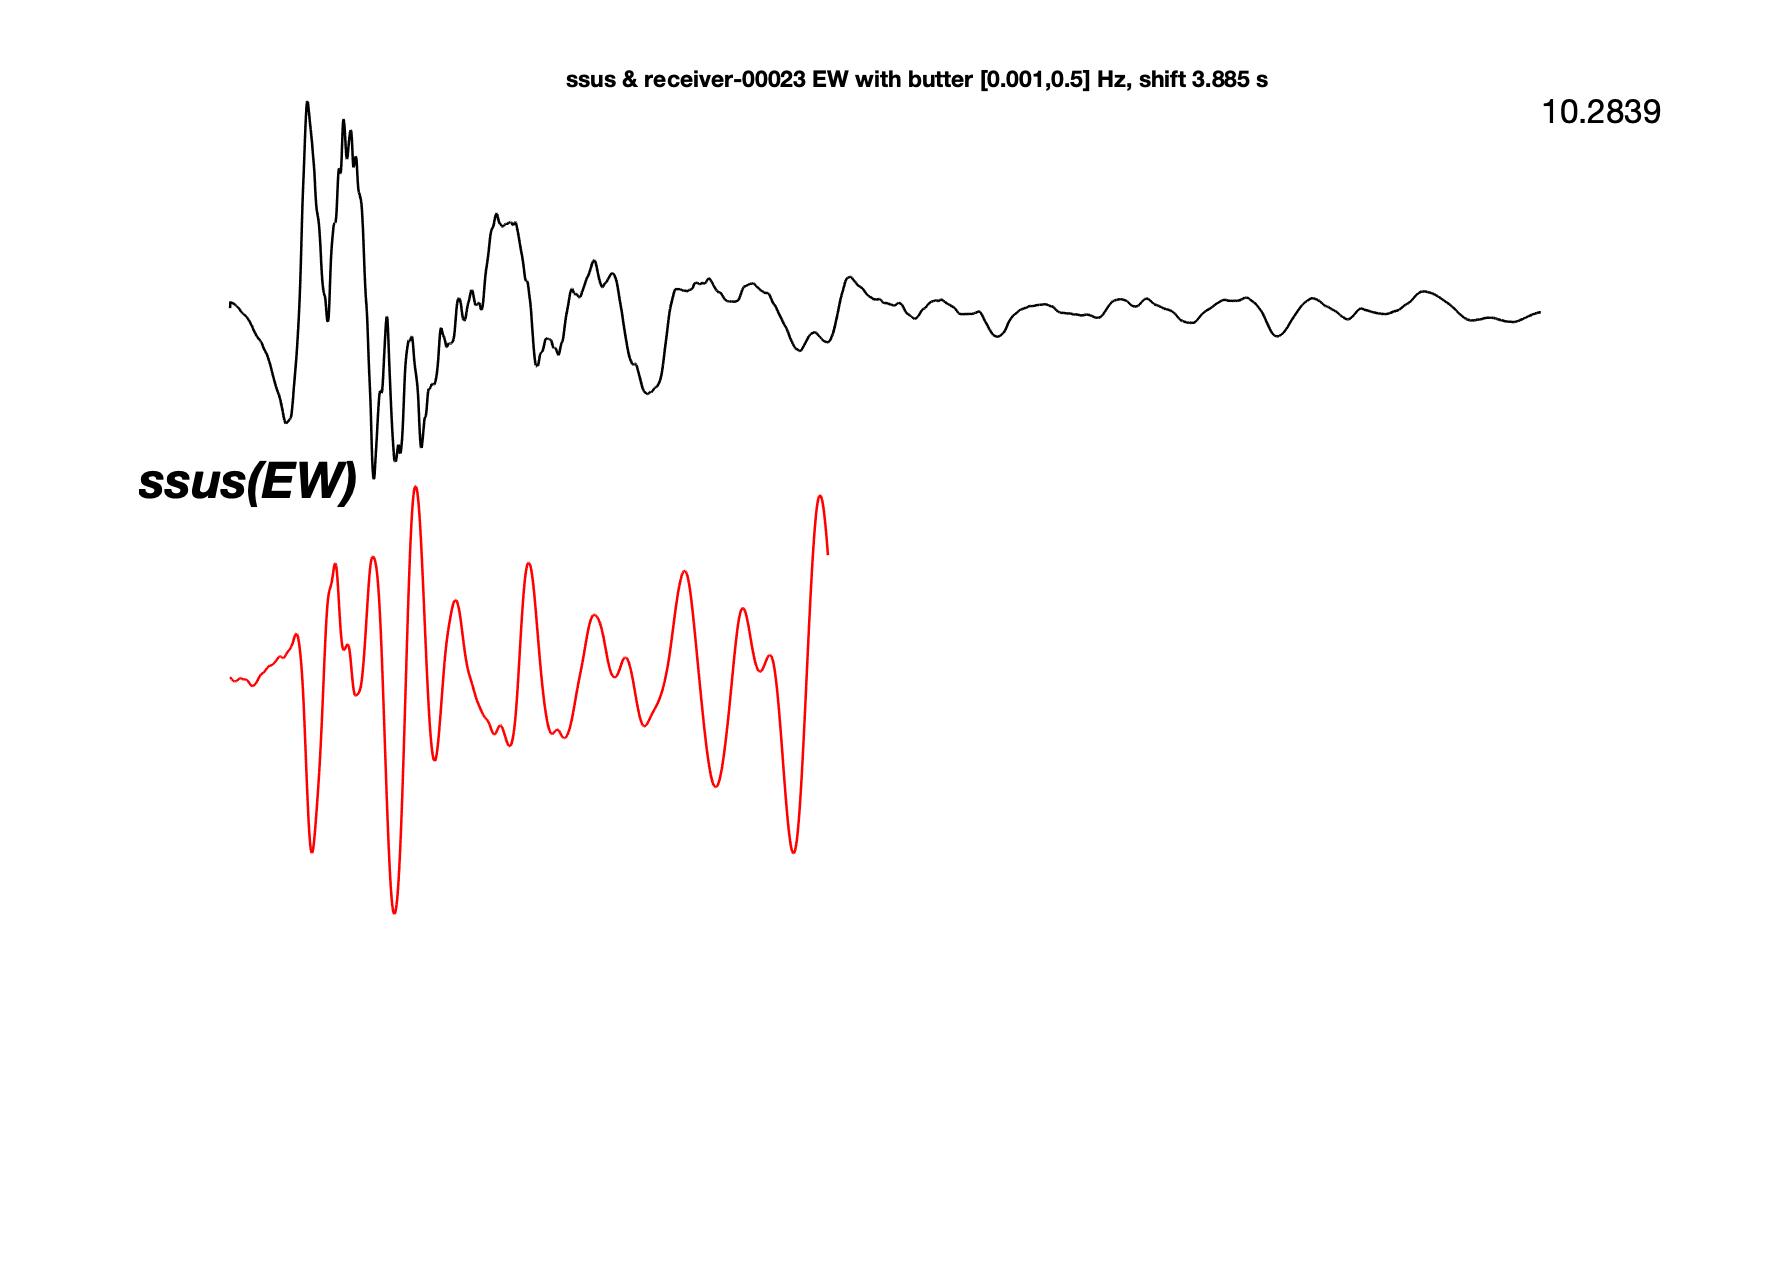 ssus & receiver-00023 EW with butter [0.001,0.5] Hz, shift 3.885 s
10.2839
ssus(EW)